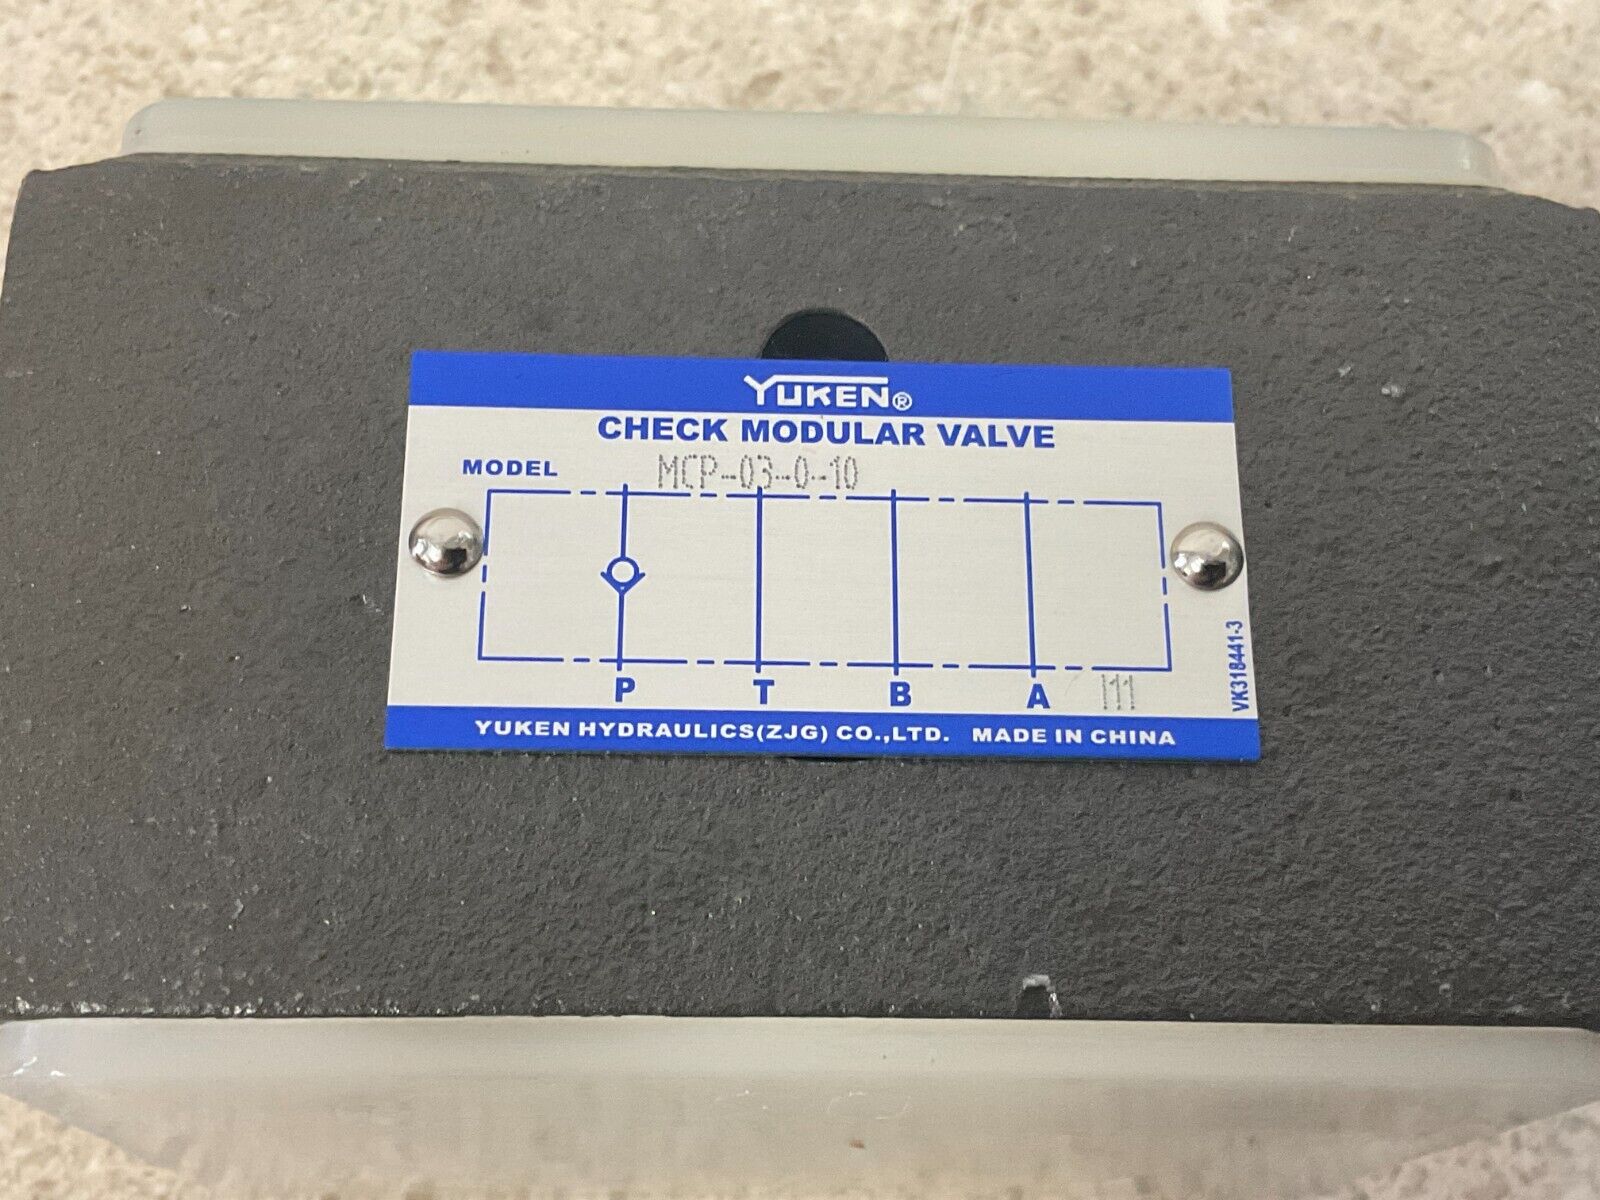 YUKEN®
CHECK MODULAR VALVE
MODEL MCP-03-0-10
P T B A I11
VK318441-3
YUKEN HYDRAULICS(ZJG) CO.,LTD. MADE IN CHINA